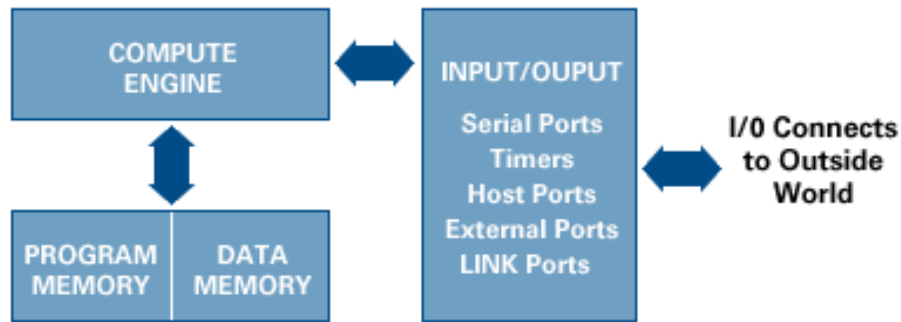 COMPUTE
ENGINE
INPUT/OUPUT
Serial Ports
Timers
Host Ports
External Ports
LINK Ports
I/0 Connects
to Outside
World
PROGRAM
MEMORY
DATA
MEMORY